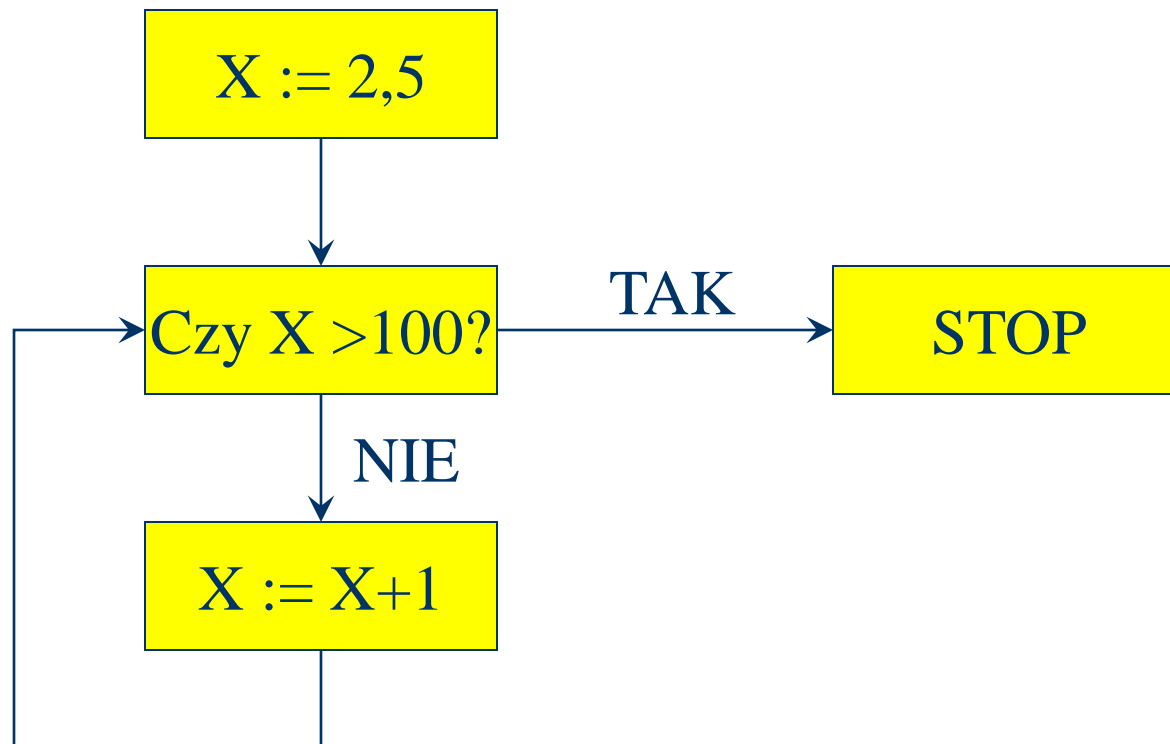 X := 2,5
Czy X >100?
TAK
STOP
NIE
X := X+1